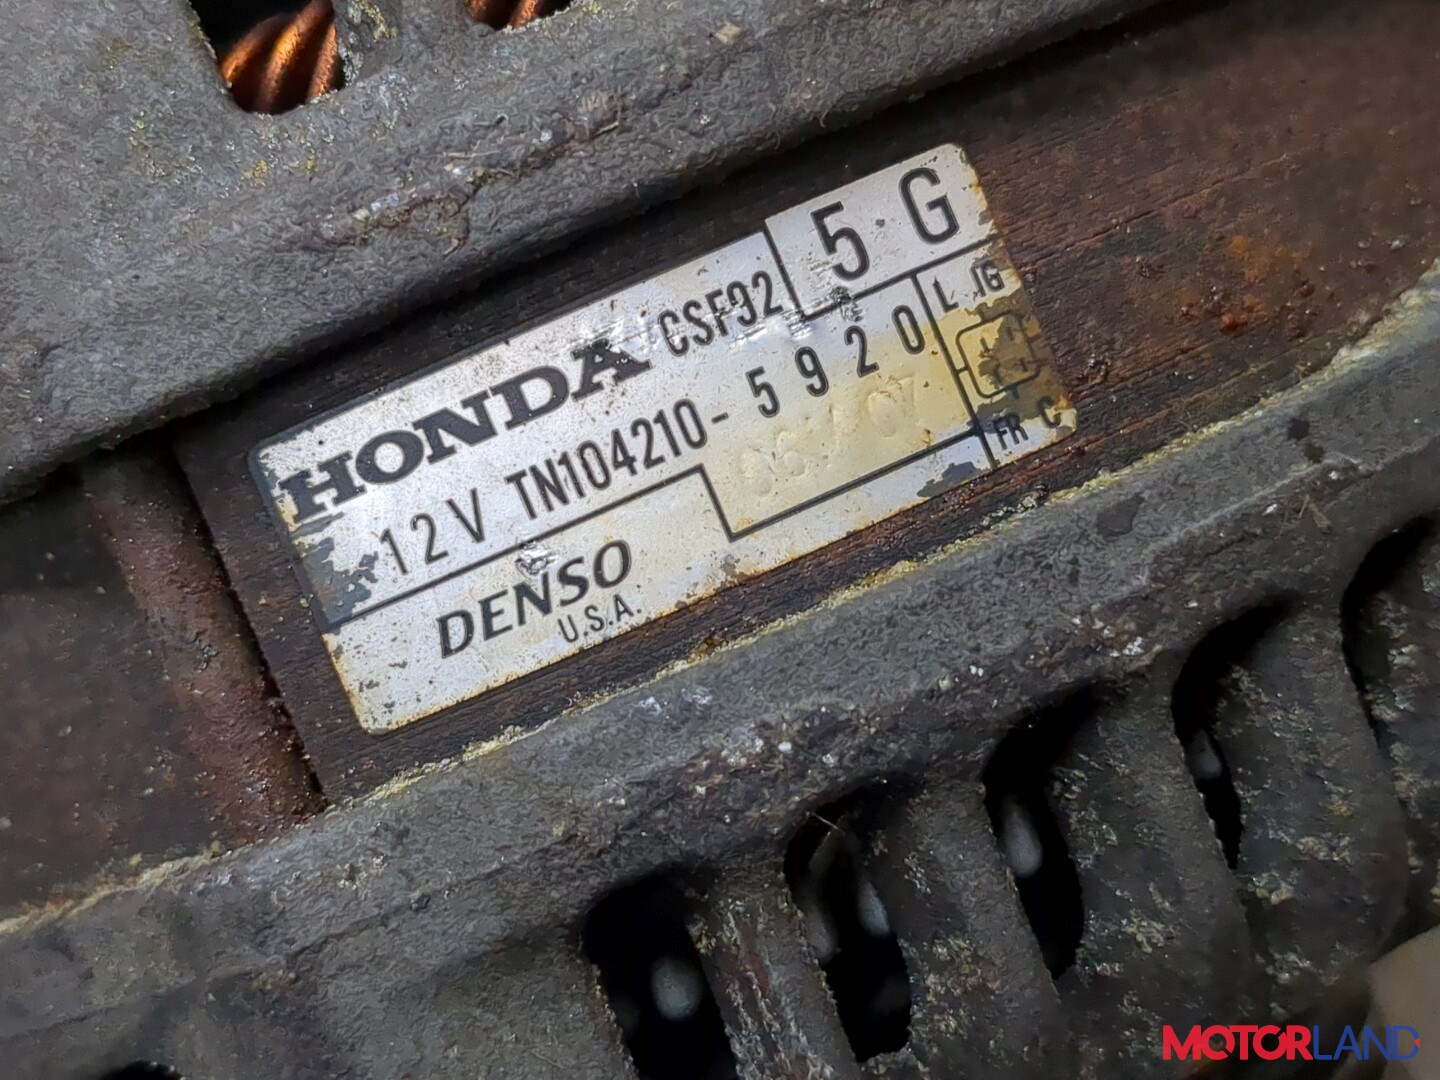 5 G
HONDA CSF92
12V TN104210-5920
L IG
FR C
DENSO
U.S.A.
MOTORLAND